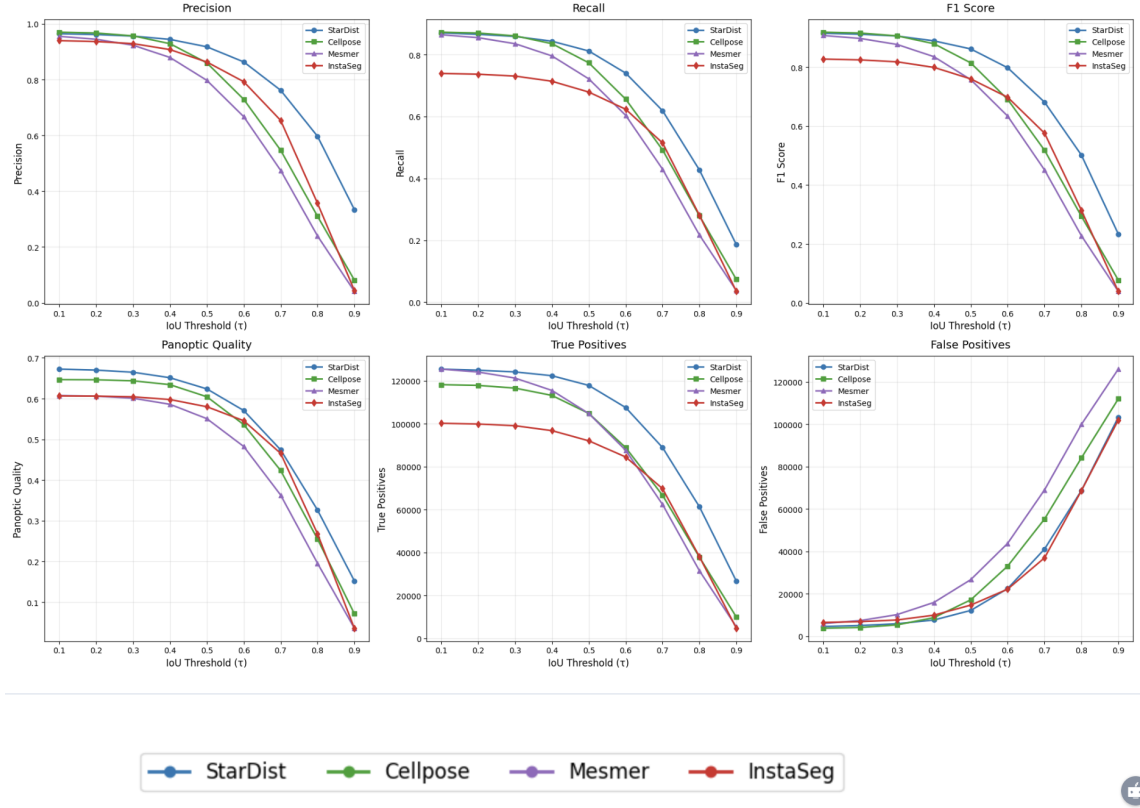 Precision
Recall
F1 Score
1.0
0.8
0.6
0.4
0.2
0.0
Precision
StarDist
Cellpose
Mesmer
InstaSeg
0.1 0.2 0.3 0.4 0.5 0.6 0.7 0.8 0.9
IoU Threshold (τ)
0.8
0.6
0.4
0.2
0.0
Recall
StarDist
Cellpose
Mesmer
InstaSeg
0.1 0.2 0.3 0.4 0.5 0.6 0.7 0.8 0.9
IoU Threshold (τ)
0.8
0.6
0.4
0.2
0.0
F1 Score
StarDist
Cellpose
Mesmer
InstaSeg
0.1 0.2 0.3 0.4 0.5 0.6 0.7 0.8 0.9
IoU Threshold (τ)
Panoptic Quality
True Positives
False Positives
0.7
0.6
0.5
0.4
0.3
0.2
0.1
Panoptic Quality
StarDist
Cellpose
Mesmer
InstaSeg
0.1 0.2 0.3 0.4 0.5 0.6 0.7 0.8 0.9
IoU Threshold (τ)
120000
100000
80000
60000
40000
20000
0
True Positives
StarDist
Cellpose
Mesmer
InstaSeg
0.1 0.2 0.3 0.4 0.5 0.6 0.7 0.8 0.9
IoU Threshold (τ)
120000
100000
80000
60000
40000
20000
0
False Positives
StarDist
Cellpose
Mesmer
InstaSeg
0.1 0.2 0.3 0.4 0.5 0.6 0.7 0.8 0.9
IoU Threshold (τ)
StarDist Cellpose Mesmer InstaSeg